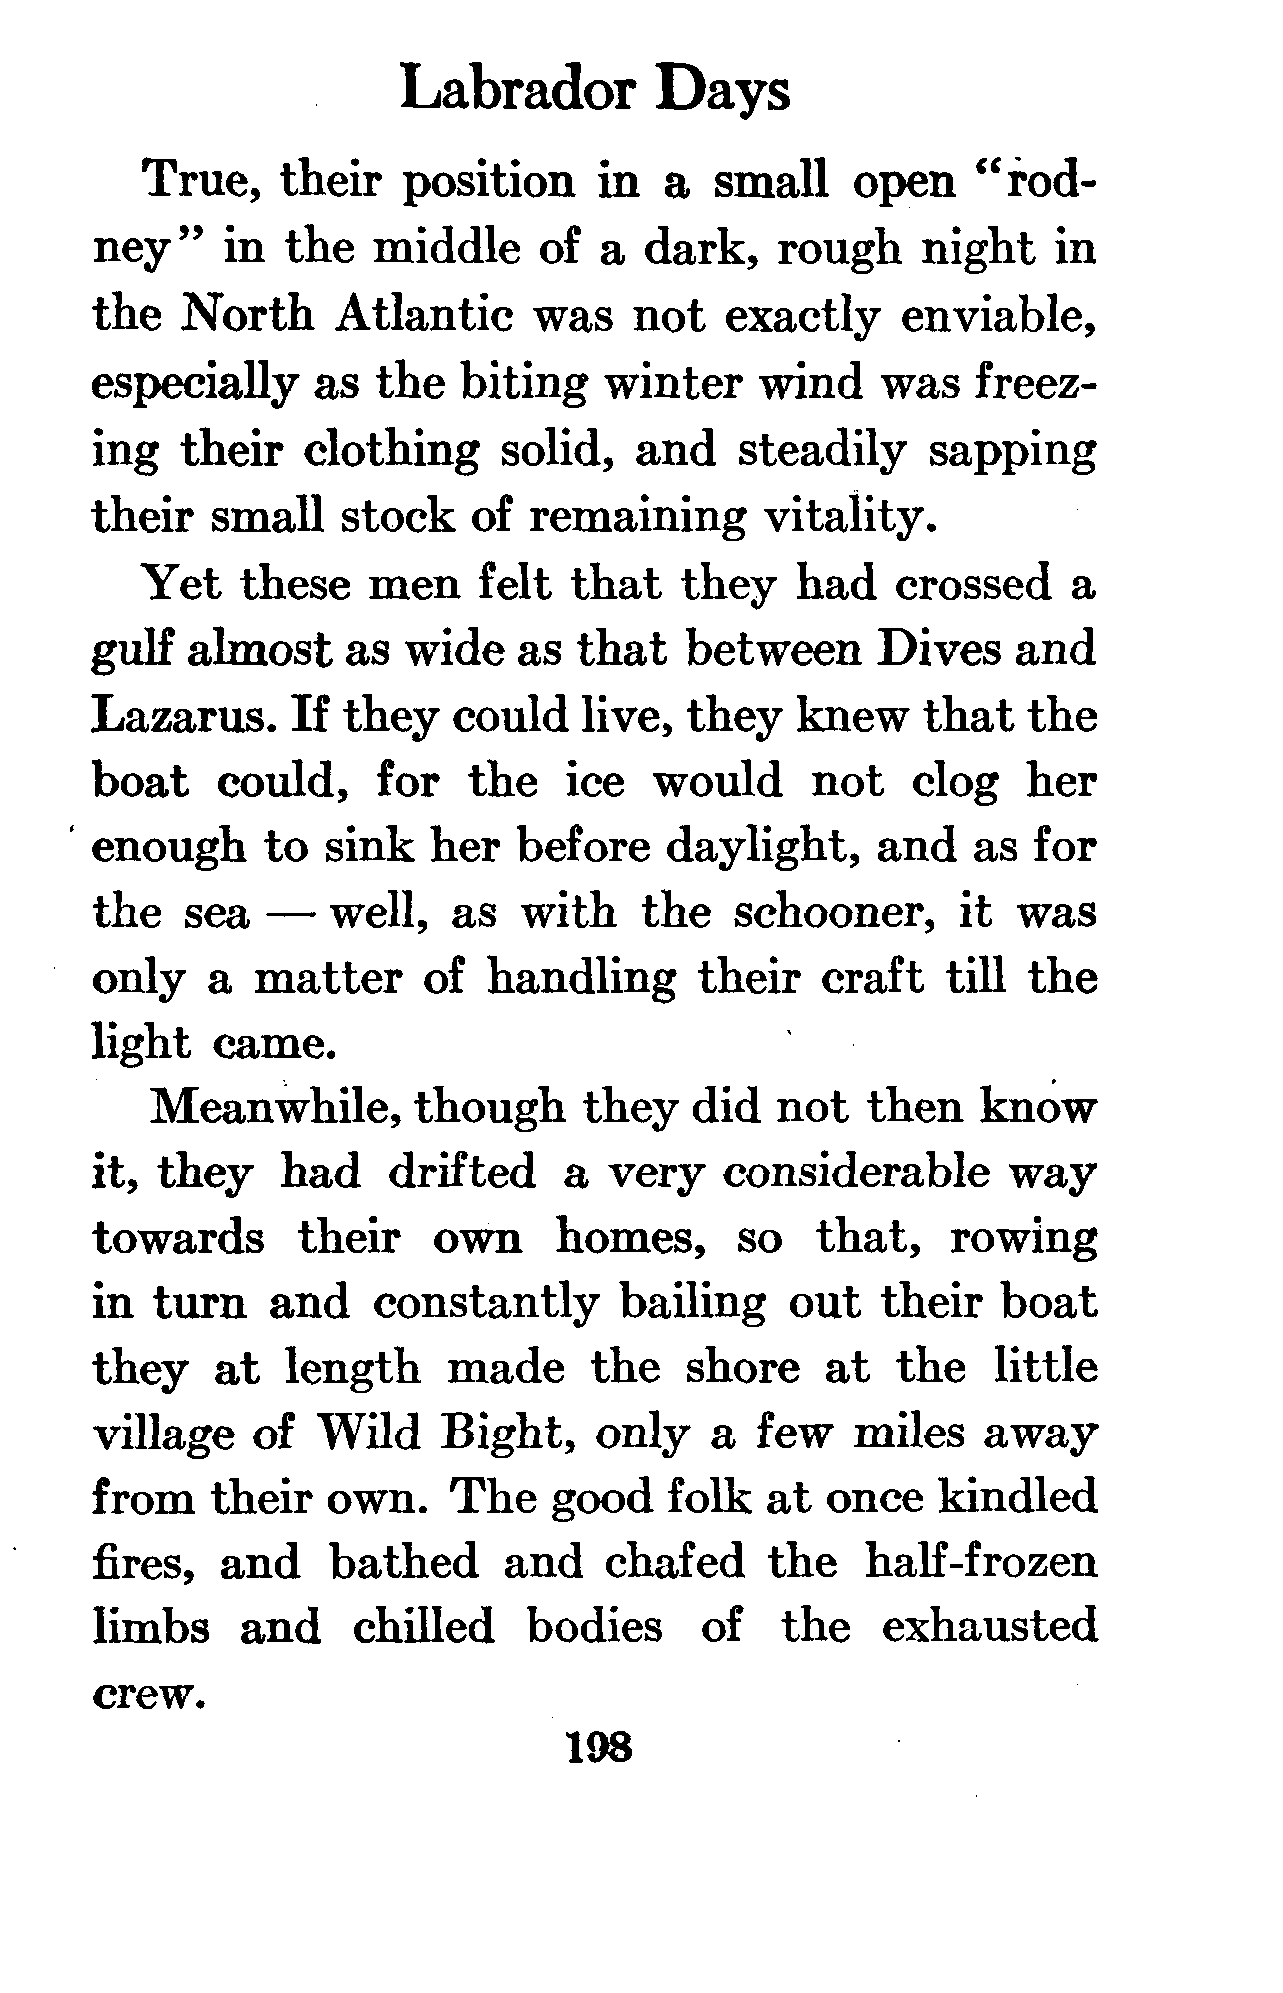 Labrador Days
True, their position in a small open “rod-
ney” in the middle of a dark, rough night in
the North Atlantic was not exactly enviable,
especially as the biting winter wind was freez-
ing their clothing solid, and steadily sapping
their small stock of remaining vitality.
Yet these men felt that they had crossed a
gulf almost as wide as that between Dives and
Lazarus. If they could live, they knew that the
boat could, for the ice would not clog her
enough to sink her before daylight, and as for
the sea — well, as with the schooner, it was
only a matter of handling their craft till the
light came.
Meanwhile, though they did not then know
it, they had drifted a very considerable way
towards their own homes, so that, rowing
in turn and constantly bailing out their boat
they at length made the shore at the little
village of Wild Bight, only a few miles away
from their own. The good folk at once kindled
fires, and bathed and chafed the half-frozen
limbs and chilled bodies of the exhausted
crew.
198